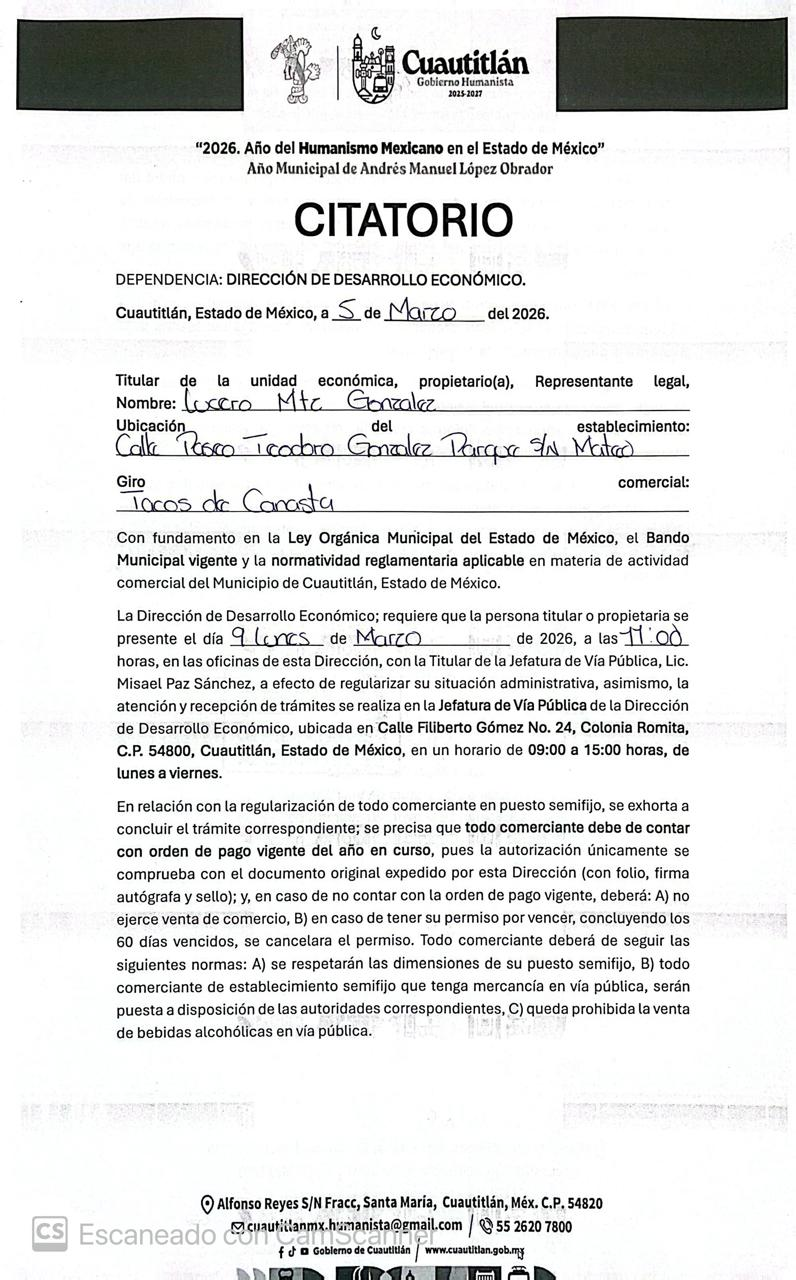 Cuautitlán
Gobierno Humanista
2025-2027
"2026. Año del Humanismo Mexicano en el Estado de México"
Año Municipal de Andrés Manuel López Obrador
CITATORIO
DEPENDENCIA: DIRECCIÓN DE DESARROLLO ECONÓMICO.
Cuautitlán, Estado de México, a 5 de Marzo del 2026.
Titular de la unidad económica, propietario(a), Representante legal,
Nombre: Lucero Mtz Gonzalez
Ubicación del establecimiento:
Calle Paseo Teodoro Gonzalez Parque S/N Mateo
Giro comercial:
Tacos de Canasta
Con fundamento en la Ley Orgánica Municipal del Estado de México, el Bando
Municipal vigente y la normatividad reglamentaria aplicable en materia de actividad
comercial del Municipio de Cuautitlán, Estado de México.
La Dirección de Desarrollo Económico; requiere que la persona titular o propietaria se
presente el día 9 lunes de Marzo de 2026, a las 11:00
horas, en las oficinas de esta Dirección, con la Titular de la Jefatura de Vía Pública, Lic.
Misael Paz Sánchez, a efecto de regularizar su situación administrativa, asimismo, la
atención y recepción de trámites se realiza en la Jefatura de Vía Pública de la Dirección
de Desarrollo Económico, ubicada en Calle Filiberto Gómez No. 24, Colonia Romita,
C.P. 54800, Cuautitlán, Estado de México, en un horario de 09:00 a 15:00 horas, de
lunes a viernes.
En relación con la regularización de todo comerciante en puesto semifijo, se exhorta a
concluir el trámite correspondiente; se precisa que todo comerciante debe de contar
con orden de pago vigente del año en curso, pues la autorización únicamente se
comprueba con el documento original expedido por esta Dirección (con folio, firma
autógrafa y sello); y, en caso de no contar con la orden de pago vigente, deberá: A) no
ejerce venta de comercio, B) en caso de tener su permiso por vencer, concluyendo los
60 días vencidos, se cancelara el permiso. Todo comerciante deberá de seguir las
siguientes normas: A) se respetarán las dimensiones de su puesto semifijo, B) todo
comerciante de establecimiento semifijo que tenga mercancía en vía pública, serán
puesta a disposición de las autoridades correspondientes, C) queda prohibida la venta
de bebidas alcohólicas en vía pública.
Alfonso Reyes S/N Fracc, Santa María, Cuautitlán, Méx. C.P. 54820
cuautitlanmx.humanista@gmail.com / 55 2620 7800
CS Escaneado con CamScanner
Gobierno de Cuautitlán / www.cuautitlan.gob.mx